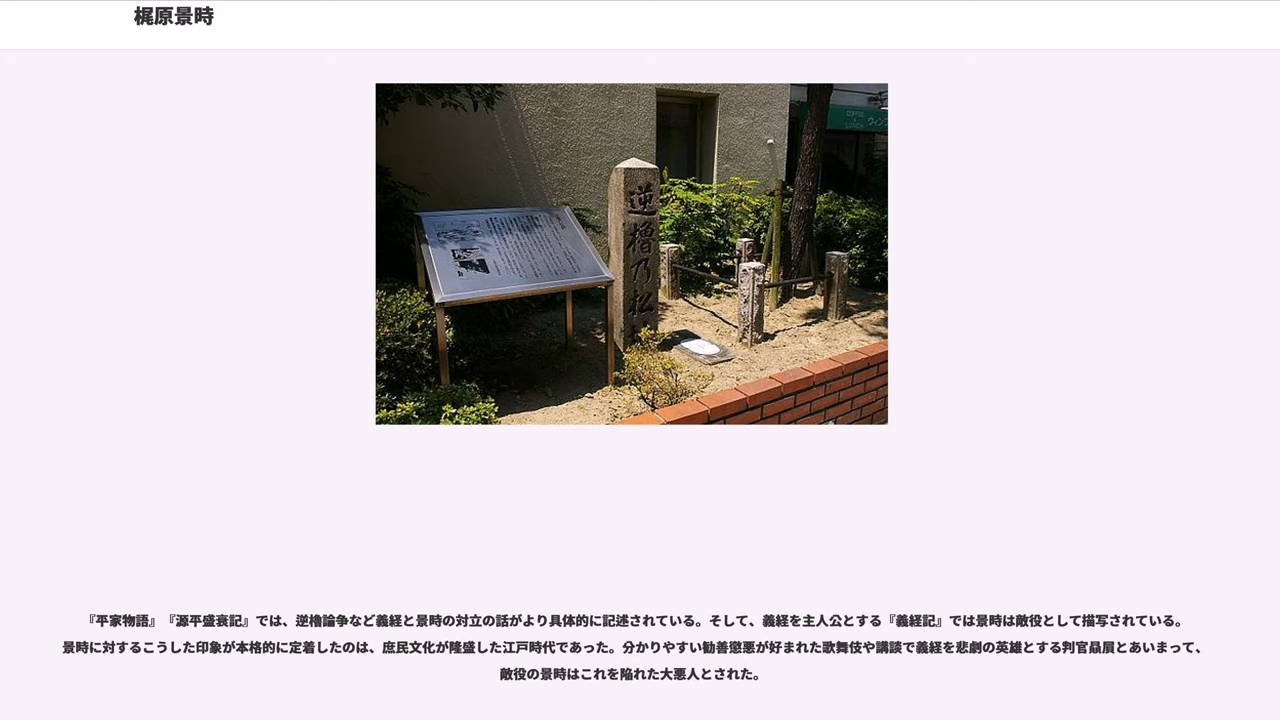 梶原景時
COFFEE
LUNCH
逆櫓乃松
『平家物語』『源平盛衰記』では、逆櫓論争など義経と景時の対立の話がより具体的に記述されている。そして、義経を主人公とする『義経記』では景時は敵役として描写されている。
景時に対するこうした印象が本格的に定着したのは、庶民文化が隆盛した江戸時代であった。分かりやすい勧善懲悪が好まれた歌舞伎や講談で義経を悲劇の英雄とする判官贔屓とあいまって、
敵役の景時はこれを陥れた大悪人とされた。